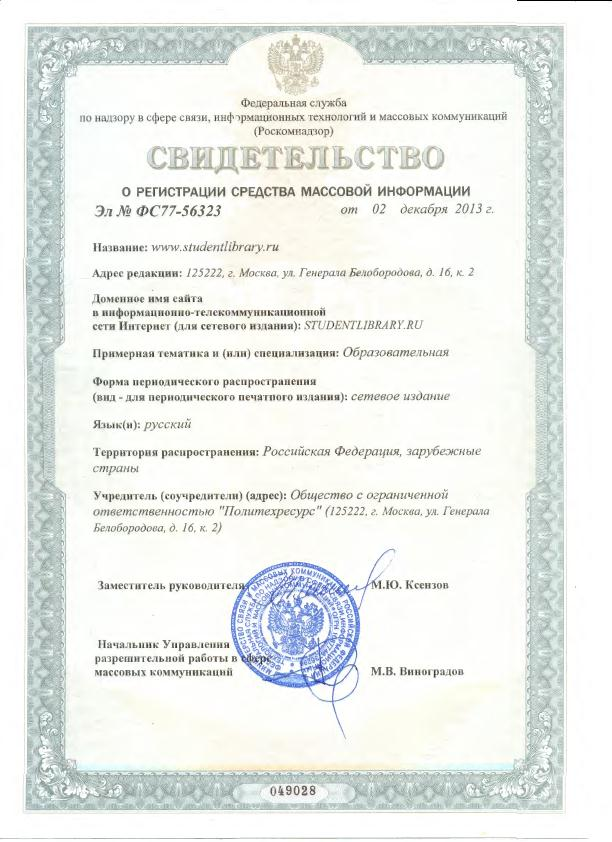 Федеральная служба
по надзору в сфере связи, информационных технологий и массовых коммуникаций
(Роскомнадзор)
СВИДЕТЕЛЬСТВО
О РЕГИСТРАЦИИ СРЕДСТВА МАССОВОЙ ИНФОРМАЦИИ
Эл № ФС77-56323 от 02 декабря 2013 г.
Название: www.studentlibrary.ru
Адрес редакции: 125222, г. Москва, ул. Генерала Белобородова, д. 16, к. 2
Доменное имя сайта
в информационно-телекоммуникационной
сети Интернет (для сетевого издания): STUDENTLIBRARY.RU
Примерная тематика и (или) специализация: Образовательная
Форма периодического распространения
(вид - для периодического печатного издания): сетевое издание
Язык(и): русский
Территория распространения: Российская Федерация, зарубежные
страны
Учредитель (соучредители) (адрес): Общество с ограниченной
ответственностью "Политехресурс" (125222, г. Москва, ул. Генерала
Белобородова, д. 16, к. 2)
Заместитель руководителя М.Ю. Ксензов
Начальник Управления
разрешительной работы в сфере
массовых коммуникаций М.В. Виноградов
049028